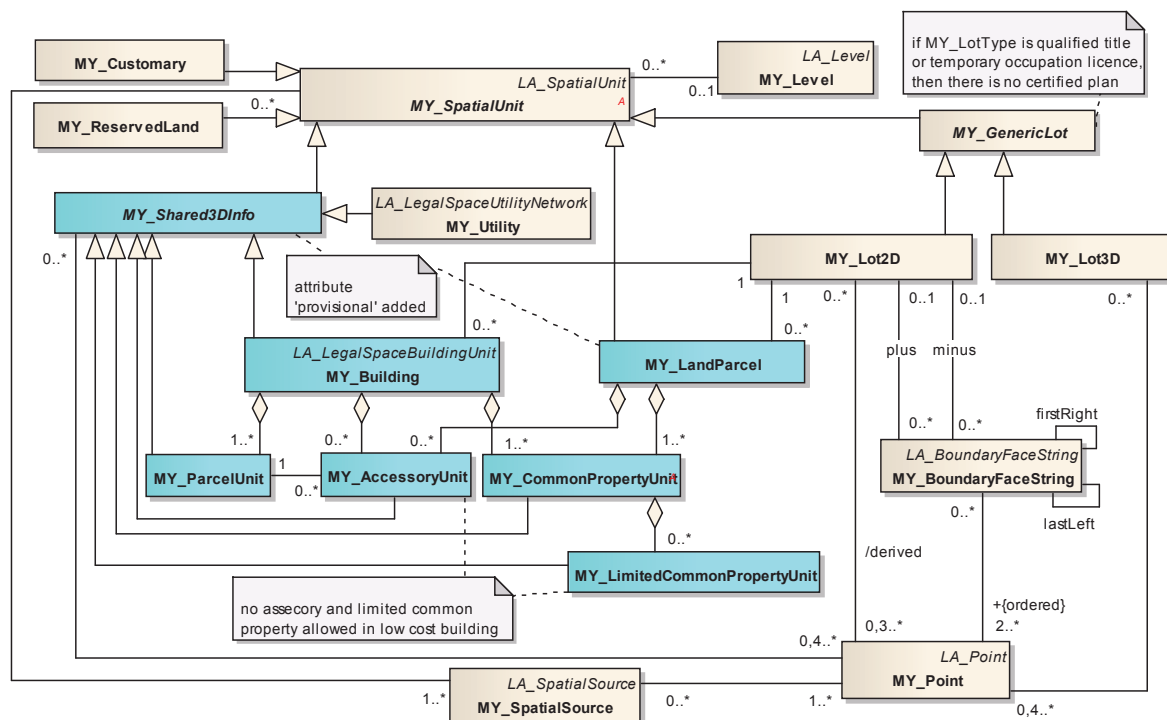 MY_Customary
LA_SpatialUnit
MY_SpatialUnit
A
0..*
0..1
LA_Level
MY_Level
if MY_LotType is qualified title
or temporary occupation licence,
then there is no certified plan
0..*
MY_ReservedLand
MY_GenericLot
MY_Shared3DInfo
LA_LegalSpaceUtilityNetwork
MY_Utility
MY_Lot2D
MY_Lot3D
0..*
attribute
'provisional' added
1
1
0..*
0..1
0..1
0..*
0..*
0..*
LA_LegalSpaceBuildingUnit
MY_Building
MY_LandParcel
plus
minus
1..*
0..*
0..*
1..*
1..*
0..*
0..*
firstRight
MY_ParcelUnit
1
0..*
MY_AccessoryUnit
MY_CommonPropertyUnit
LA_BoundaryFaceString
MY_BoundaryFaceString
lastLeft
0..*
0..*
/derived
MY_LimitedCommonPropertyUnit
no assecory and limited common
property allowed in low cost building
+{ordered}
0,3..*
2..*
0,4..*
LA_Point
MY_Point
LA_SpatialSource
MY_SpatialSource
1..*
0..*
1..*
0,4..*